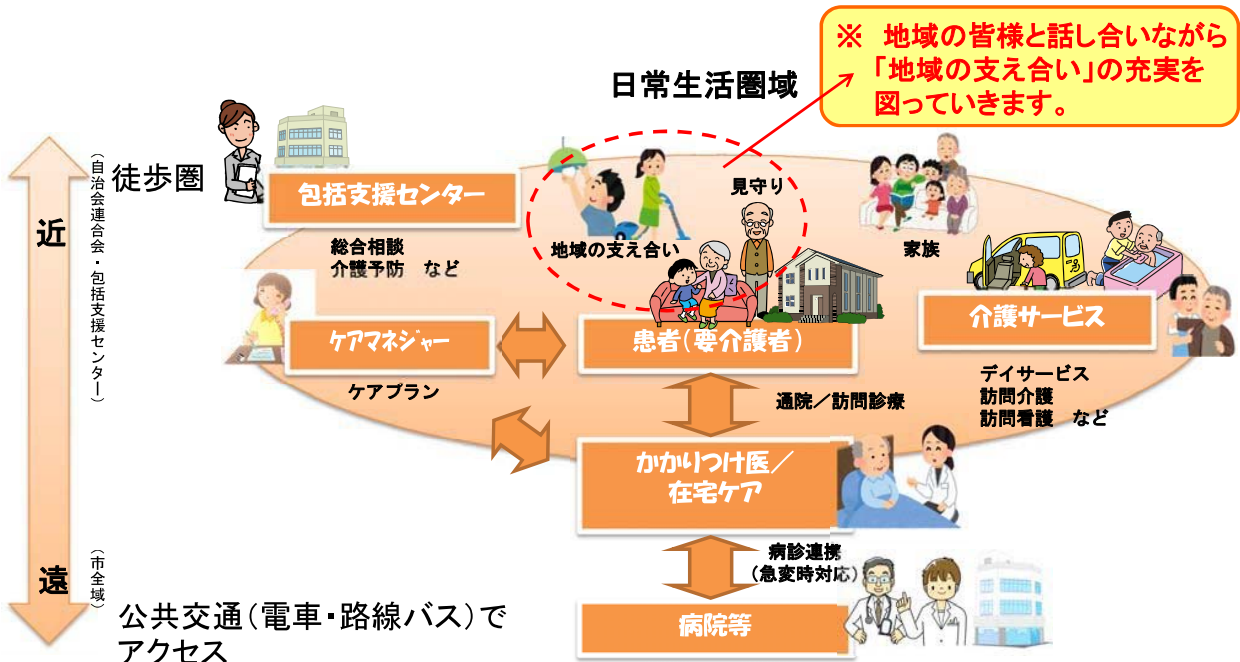 ※ 地域の皆様と話し合いながら
「地域の支え合い」の充実を
図っていきます。
日常生活圏域
徒歩圏
(自治会連合会・包括支援センター)
近
包括支援センター
総合相談
介護予防 など
見守り
地域の支え合い
家族
ケアマネジャー
ケアプラン
患者(要介護者)
介護サービス
デイサービス
訪問介護
訪問看護 など
通院/訪問診療
かかりつけ医/
在宅ケア
病診連携
(急変時対応)
病院等
遠
(市全域)
公共交通(電車・路線バス)で
アクセス